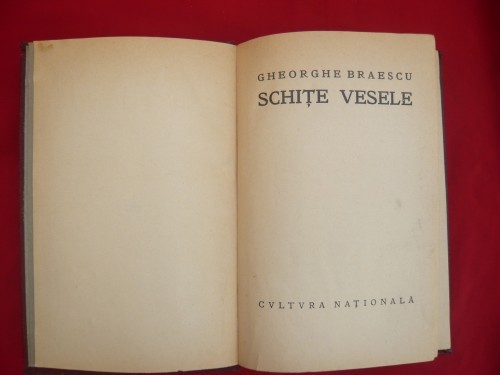 GHEORGHE BRAESCU
SCHIȚE VESELE
CVLTVRA NAȚIONALĂ